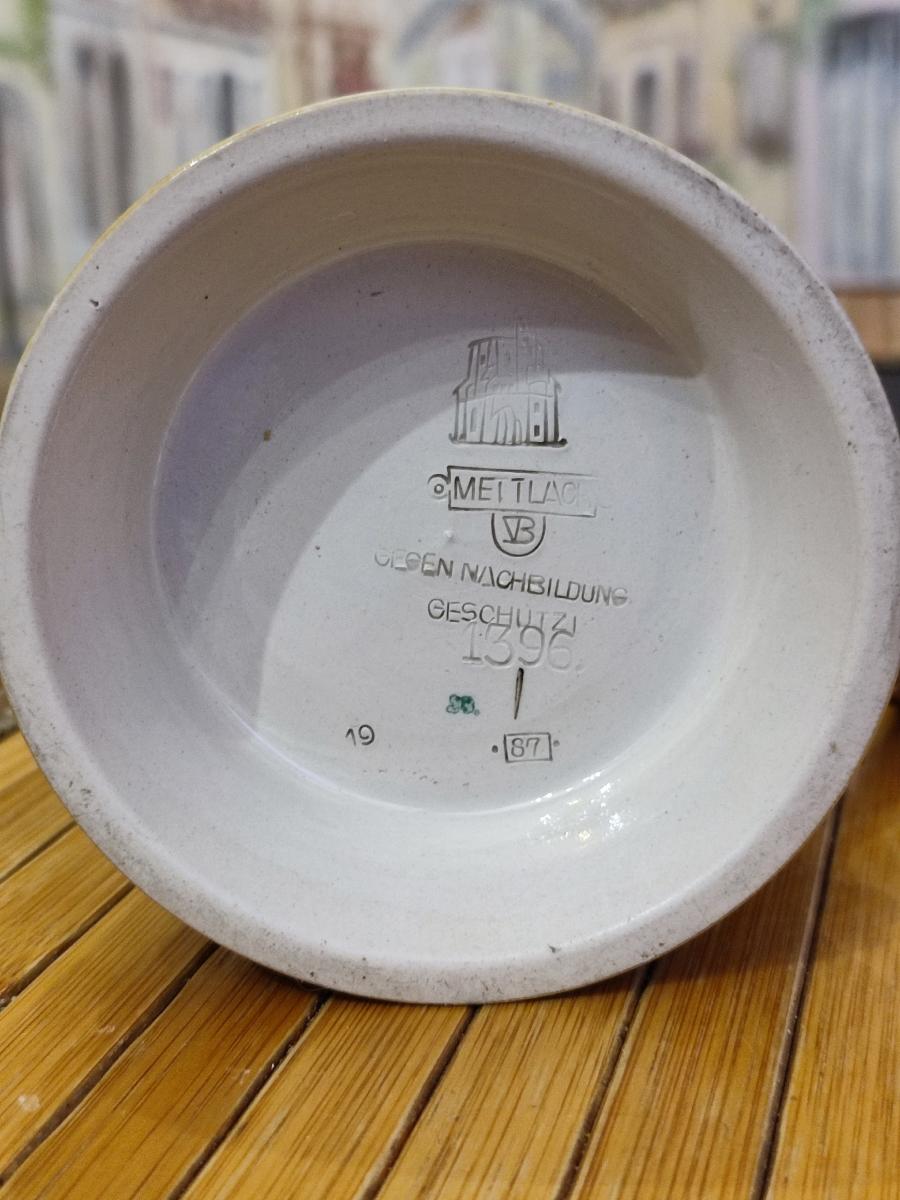 METTLACH
VB
GEGEN NACHBILDUNG
GESCHÜTZT
1396.
I
19
87